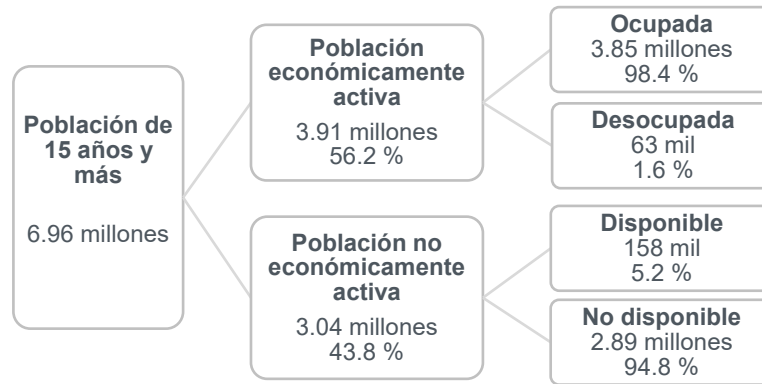 Población de
15 años y
más
6.96 millones
Población
económicamente
activa
3.91 millones
56.2 %
Ocupada
3.85 millones
98.4 %
Desocupada
63 mil
1.6 %
Población no
económicamente
activa
3.04 millones
43.8 %
Disponible
158 mil
5.2 %
No disponible
2.89 millones
94.8 %